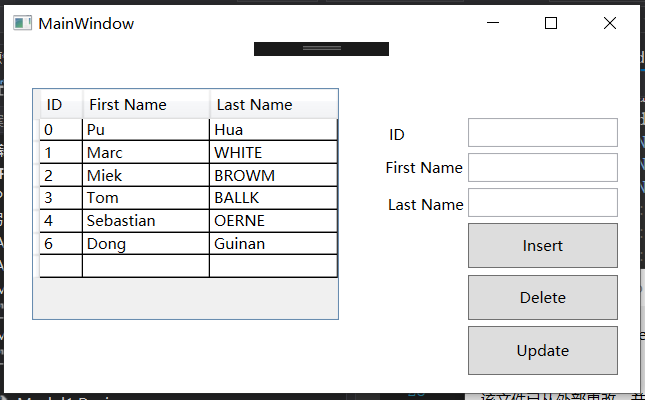 MainWindow
ID First Name Last Name
0 Pu Hua
1 Marc WHITE
2 Miek BROWM
3 Tom BALLK
4 Sebastian OERNE
6 Dong Guinan
ID
First Name
Last Name
Insert
Delete
Update